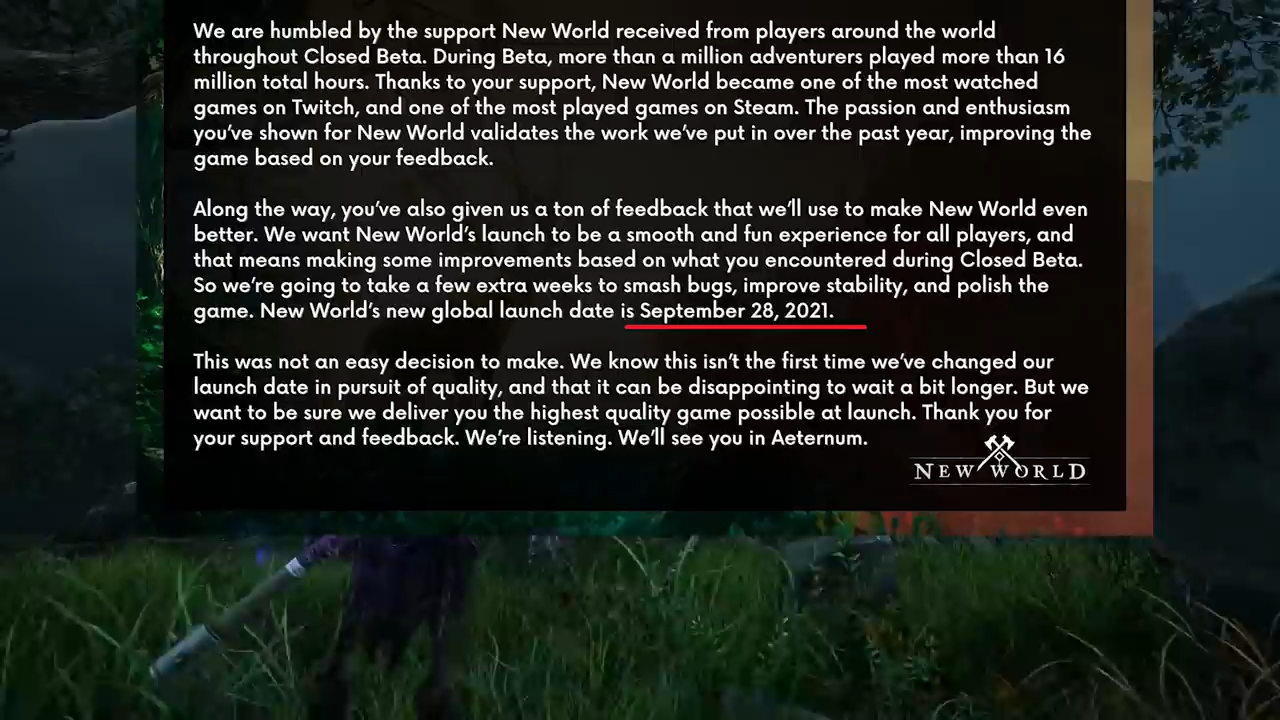 We are humbled by the support New World received from players around the world
throughout Closed Beta. During Beta, more than a million adventurers played more than 16
million total hours. Thanks to your support, New World became one of the most watched
games on Twitch, and one of the most played games on Steam. The passion and enthusiasm
you've shown for New World validates the work we've put in over the past year, improving the
game based on your feedback.
Along the way, you've also given us a ton of feedback that we'll use to make New World even
better. We want New World's launch to be a smooth and fun experience for all players, and
that means making some improvements based on what you encountered during Closed Beta.
So we're going to take a few extra weeks to smash bugs, improve stability, and polish the
game. New World's new global launch date is September 28, 2021.
This was not an easy decision to make. We know this isn't the first time we've changed our
launch date in pursuit of quality, and that it can be disappointing to wait a bit longer. But we
want to be sure we deliver you the highest quality game possible at launch. Thank you for
your support and feedback. We're listening. We'll see you in Aeternum.
NEW WORLD